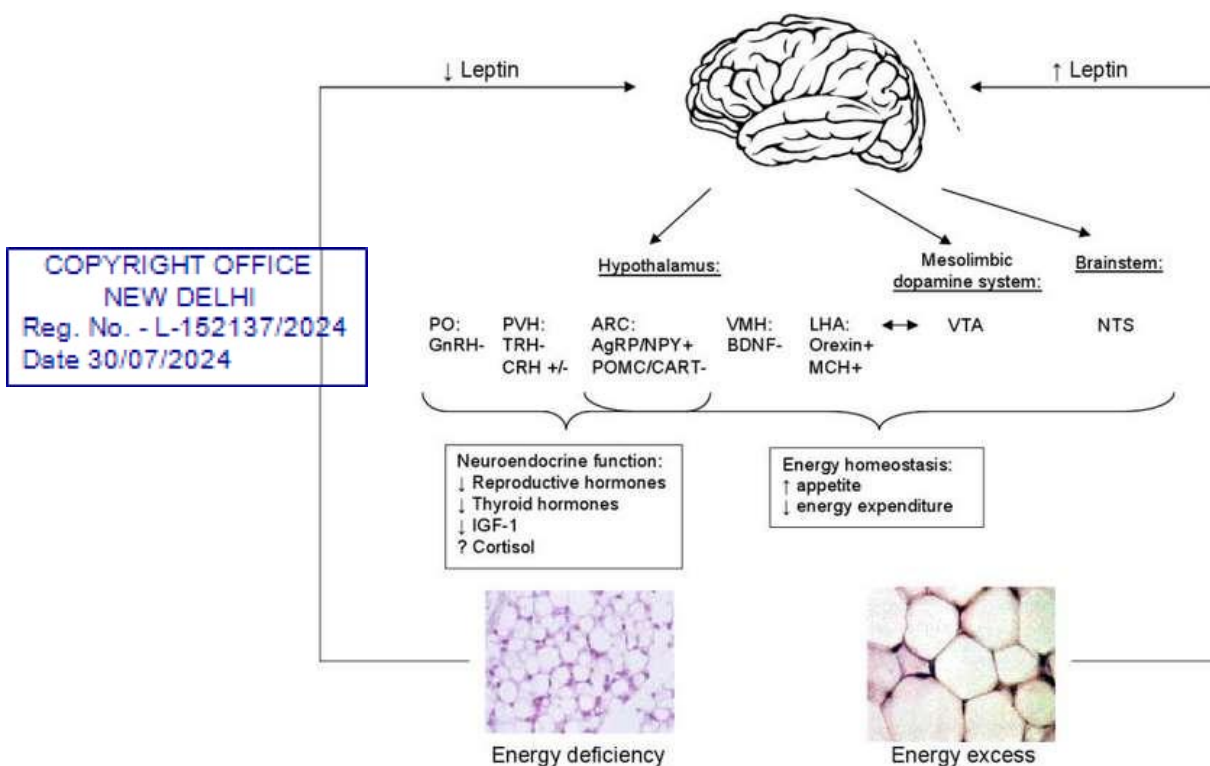 ↓ Leptin
↑ Leptin
COPYRIGHT OFFICE
NEW DELHI
Reg. No. - L-152137/2024
Date 30/07/2024
Hypothalamus:
Mesolimbic
dopamine system:
Brainstem:
PO:
GnRH-
PVH:
TRH-
CRH +/-
ARC:
AgRP/NPY+
POMC/CART-
VMH:
BDNF-
LHA:
Orexin+
MCH+
VTA
NTS
Neuroendocrine function:
↓ Reproductive hormones
↓ Thyroid hormones
↓ IGF-1
? Cortisol
Energy homeostasis:
↑ appetite
↓ energy expenditure
Energy deficiency
Energy excess